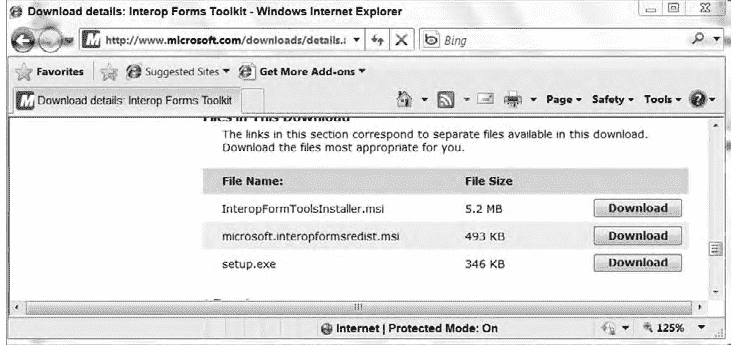 Download details: Interop Forms Toolkit - Windows Internet Explorer
http://www.microsoft.com/downloads/details.
Bing
Favorites Suggested Sites Get More Add-ons
Download details: Interop Forms Toolkit
Page Safety Tools
Files in This Download
The links in this section correspond to separate files available in this download.
Download the files most appropriate for you.
File Name: File Size
InteropFormToolsInstaller.msi 5.2 MB Download
microsoft.interopformsredist.msi 493 KB Download
setup.exe 346 KB Download
Internet | Protected Mode: On 125%